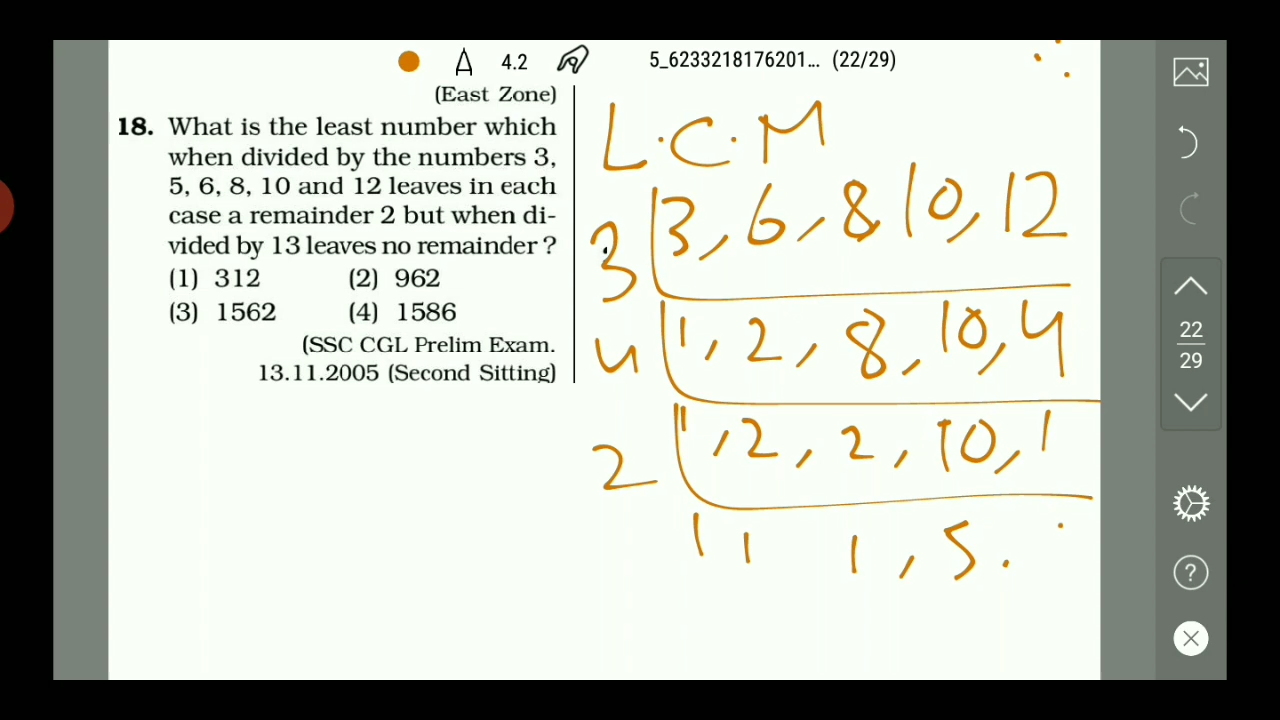 4.2 5_6233218176201... (22/29)
(East Zone)
18. What is the least number which
when divided by the numbers 3,
5, 6, 8, 10 and 12 leaves in each
case a remainder 2 but when di-
vided by 13 leaves no remainder ?
(1) 312 (2) 962
(3) 1562 (4) 1586
(SSC CGL Prelim Exam.
13.11.2005 (Second Sitting)
L.C.M
3 3, 6, 8 10, 12
4 1, 2, 8, 10, 4
2 1, 2, 2, 10, 1
1 1 1, 5.
22
29
?